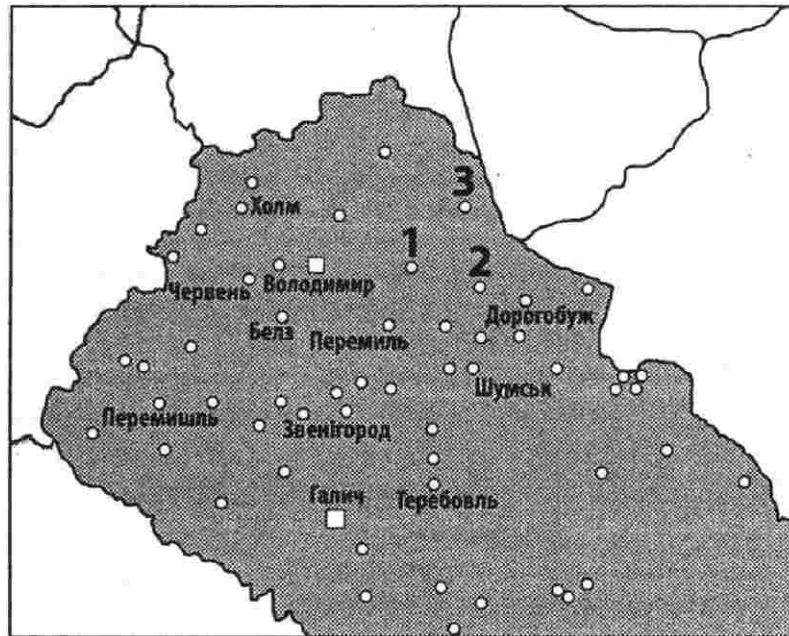 3
Холм
1
2
Червень
Володимир
Белз
Перемиль
Дорогобуж
Шумськ
Перемишль
Звенігород
Галич
Теребовль